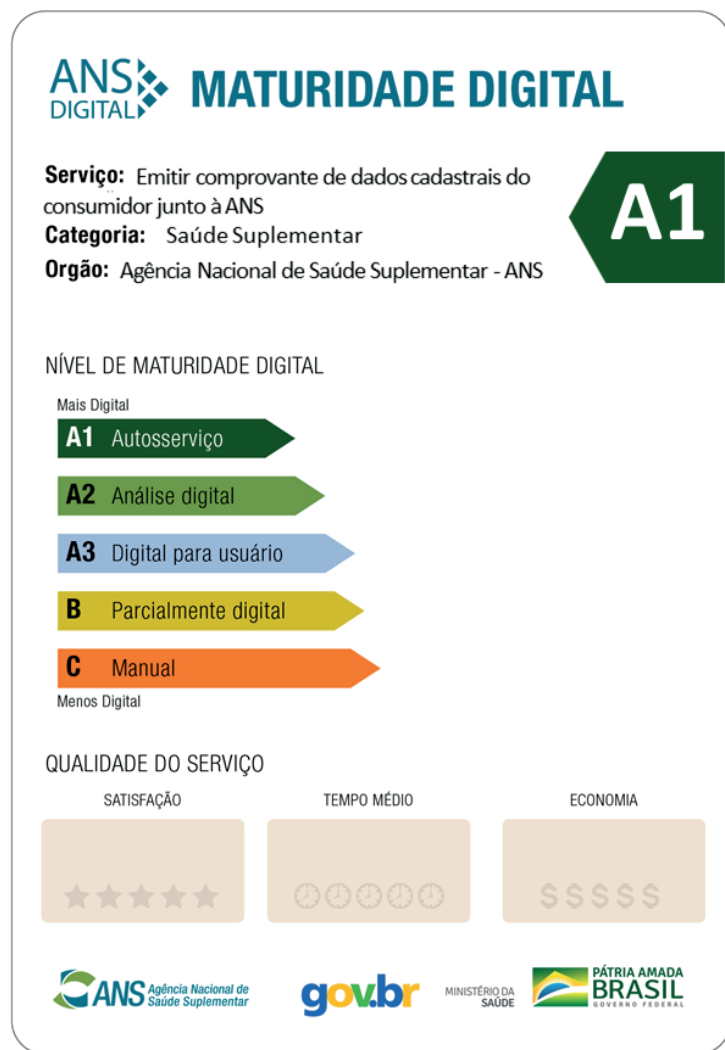 ANS
DIGITAL
MATURIDADE DIGITAL
Serviço: Emitir comprovante de dados cadastrais do
consumidor junto à ANS
Categoria: Saúde Suplementar
Orgão: Agência Nacional de Saúde Suplementar - ANS
A1
NÍVEL DE MATURIDADE DIGITAL
Mais Digital
A1 Autosserviço
A2 Análise digital
A3 Digital para usuário
B Parcialmente digital
C Manual
Menos Digital
QUALIDADE DO SERVIÇO
SATISFAÇÃO
TEMPO MÉDIO
ECONOMIA
$ $ $ $ $
ANS Agência Nacional de
Saúde Suplementar
gov.br
MINISTÉRIO DA
SAÚDE
PÁTRIA AMADA
BRASIL
GOVERNO FEDERAL